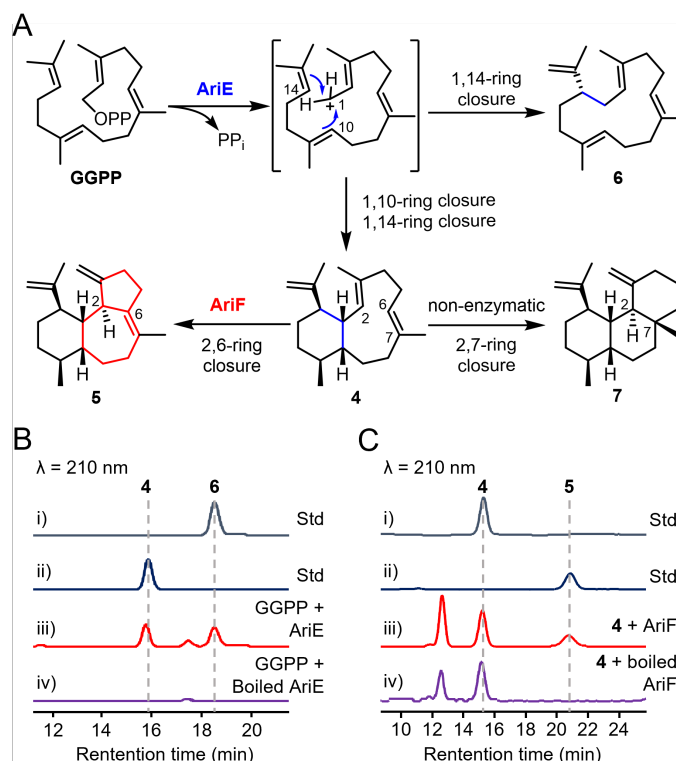 A
AriE
PPi
OPP
GGPP
14
H
H
+
1
10
1,14-ring
closure
6
1,10-ring closure
1,14-ring closure
H
2
6
H
H
5
AriF
2,6-ring
closure
H
2
6
7
H
4
non-enzymatic
2,7-ring
closure
H
2
H
7
H
7
B
λ = 210 nm
4
6
i)
Std
ii)
Std
iii)
GGPP +
AriE
iv)
GGPP +
Boiled AriE
12
14
16
18
20
Rentention time (min)
C
λ = 210 nm
4
5
i)
Std
ii)
Std
iii)
4 + AriF
iv)
4 + boiled
AriF
10
12
14
16
18
20
22
24
Rentention time (min)